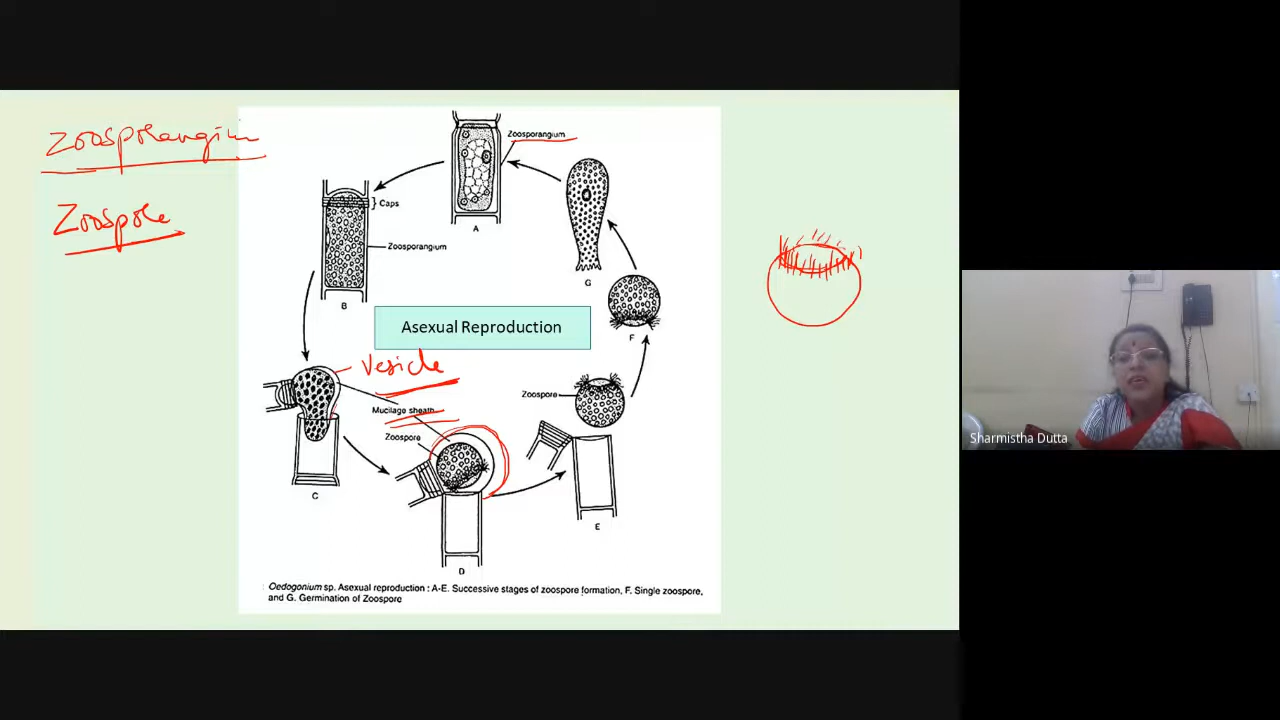 Zoosporangium
Zoospore
Zoosporangium
A
} Caps
Zoosporangium
B
G
Asexual Reproduction
F
Vesicle
Mucilage sheath
Zoospore
Zoospore
C
D
E
Oedogonium sp. Asexual reproduction : A-E. Successive stages of zoospore formation, F. Single zoospore,
and G. Germination of Zoospore
Sharmistha Dutta